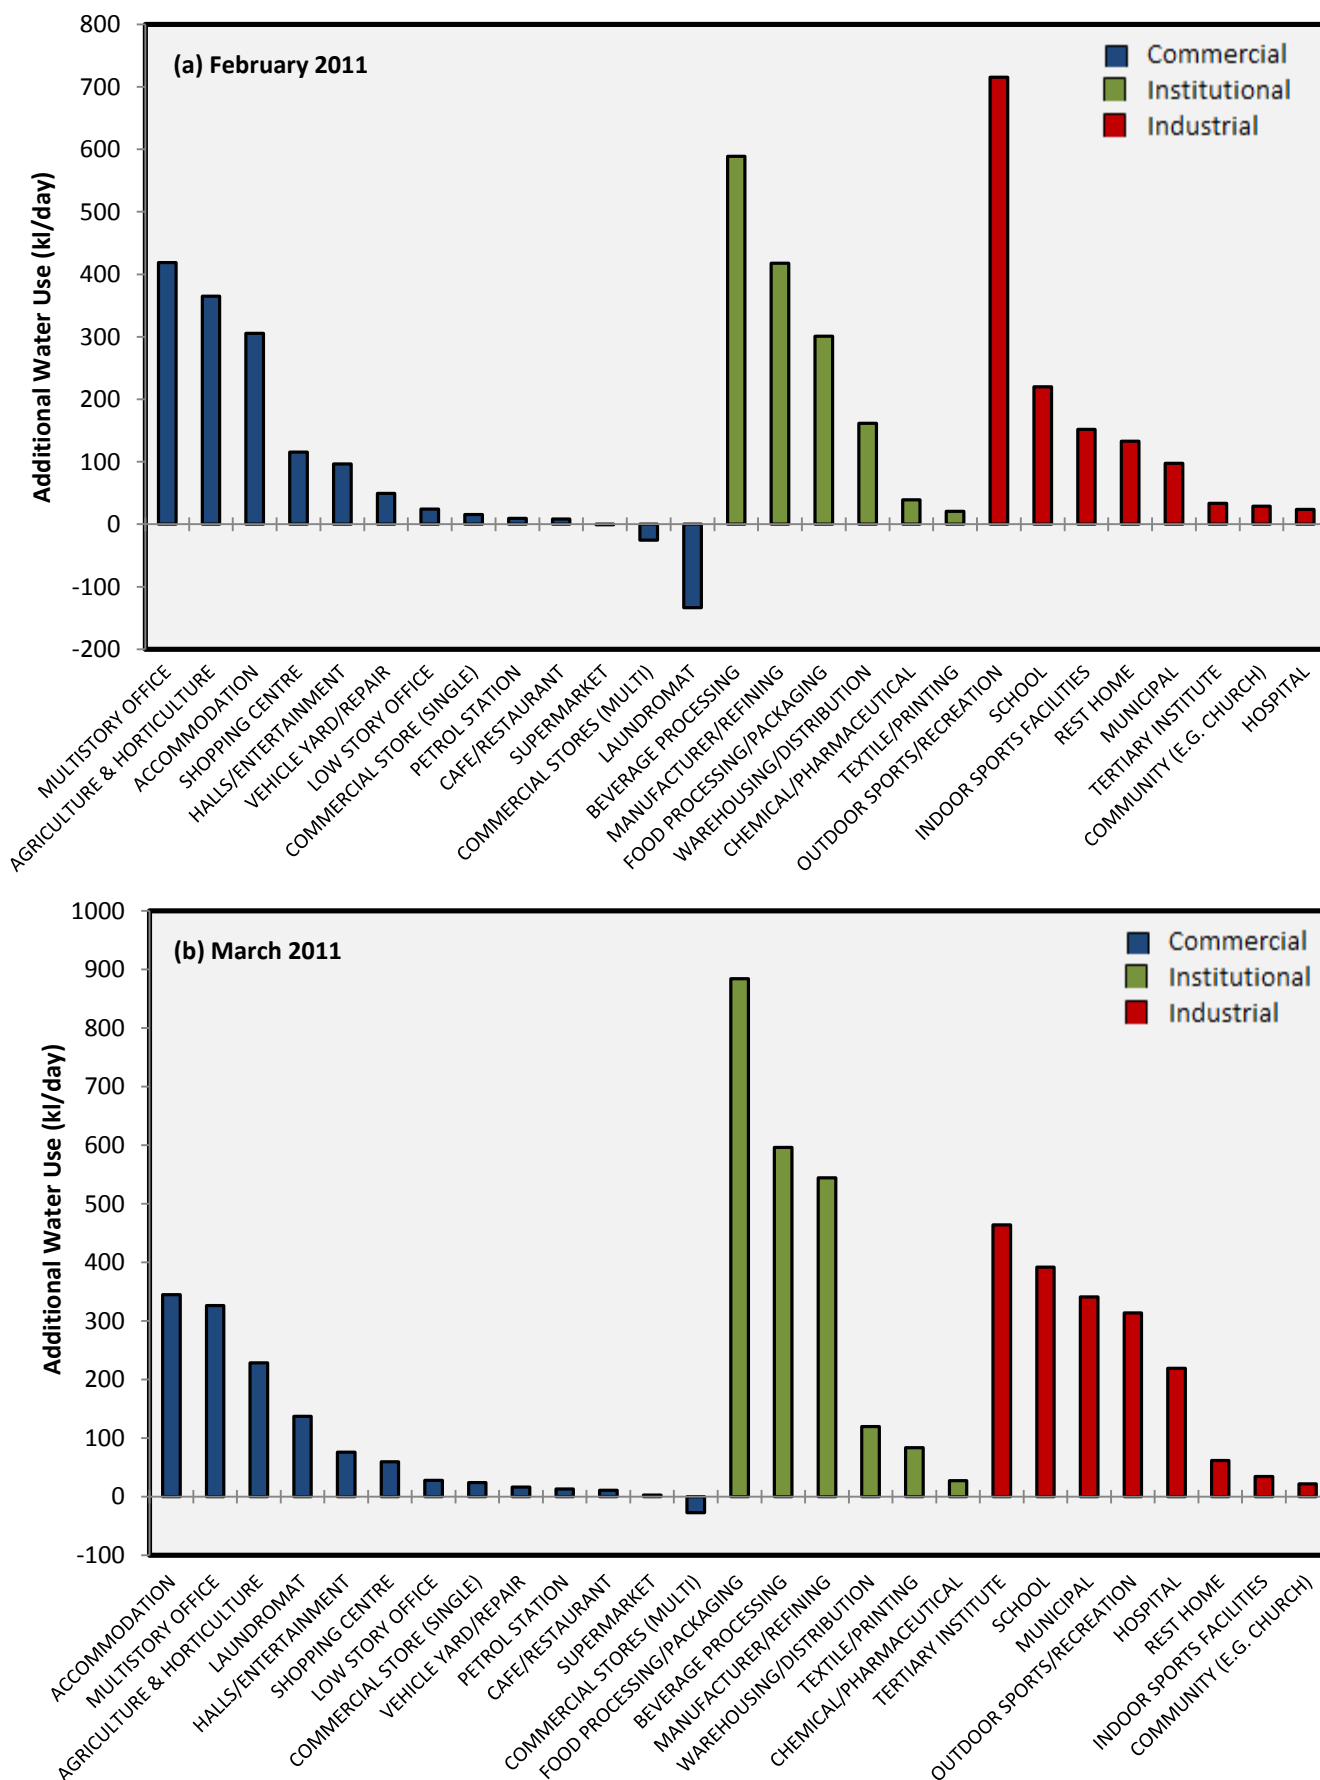 (a) February 2011
Commercial
Institutional
Industrial
Additional Water Use (kl/day)
800
700
600
500
400
300
200
100
0
-100
-200
MULTISTORY OFFICE
AGRICULTURE & HORTICULTURE
ACCOMMODATION
SHOPPING CENTRE
HALLS/ENTERTAINMENT
VEHICLE YARD/REPAIR
LOW STORY OFFICE
COMMERCIAL STORE (SINGLE)
PETROL STATION
CAFE/RESTAURANT
SUPERMARKET
COMMERCIAL STORES (MULTI)
LAUNDROMAT
BEVERAGE PROCESSING
MANUFACTURER/REFINING
FOOD PROCESSING/PACKAGING
WAREHOUSING/DISTRIBUTION
CHEMICAL/PHARMACEUTICAL
TEXTILE/PRINTING
OUTDOOR SPORTS/RECREATION
SCHOOL
INDOOR SPORTS FACILITIES
REST HOME
MUNICIPAL
TERTIARY INSTITUTE
COMMUNITY (E.G. CHURCH)
HOSPITAL
(b) March 2011
Commercial
Institutional
Industrial
Additional Water Use (kl/day)
1000
900
800
700
600
500
400
300
200
100
0
-100
ACCOMMODATION
MULTISTORY OFFICE
AGRICULTURE & HORTICULTURE
LAUNDROMAT
HALLS/ENTERTAINMENT
SHOPPING CENTRE
LOW STORY OFFICE
COMMERCIAL STORE (SINGLE)
VEHICLE YARD/REPAIR
PETROL STATION
CAFE/RESTAURANT
SUPERMARKET
COMMERCIAL STORES (MULTI)
FOOD PROCESSING/PACKAGING
BEVERAGE PROCESSING
MANUFACTURER/REFINING
WAREHOUSING/DISTRIBUTION
TEXTILE/PRINTING
CHEMICAL/PHARMACEUTICAL
TERTIARY INSTITUTE
SCHOOL
MUNICIPAL
OUTDOOR SPORTS/RECREATION
HOSPITAL
REST HOME
INDOOR SPORTS FACILITIES
COMMUNITY (E.G. CHURCH)